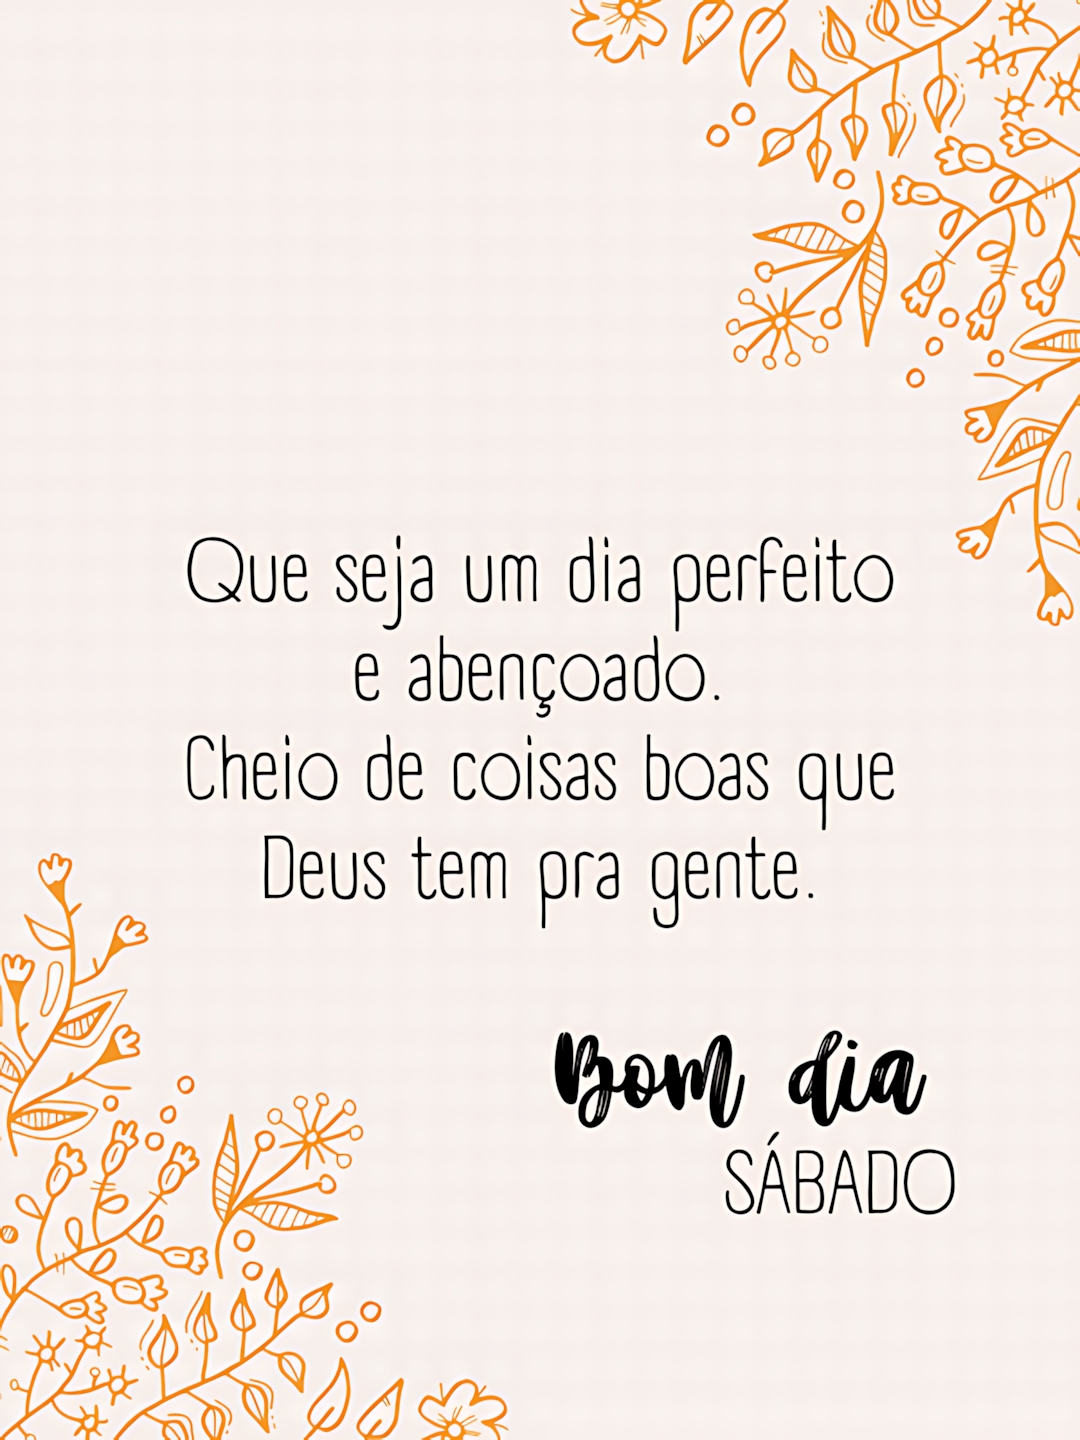 Que seja um dia perfeito
e abençoado.
Cheio de coisas boas que
Deus tem pra gente.
Bom dia
SÁBADO